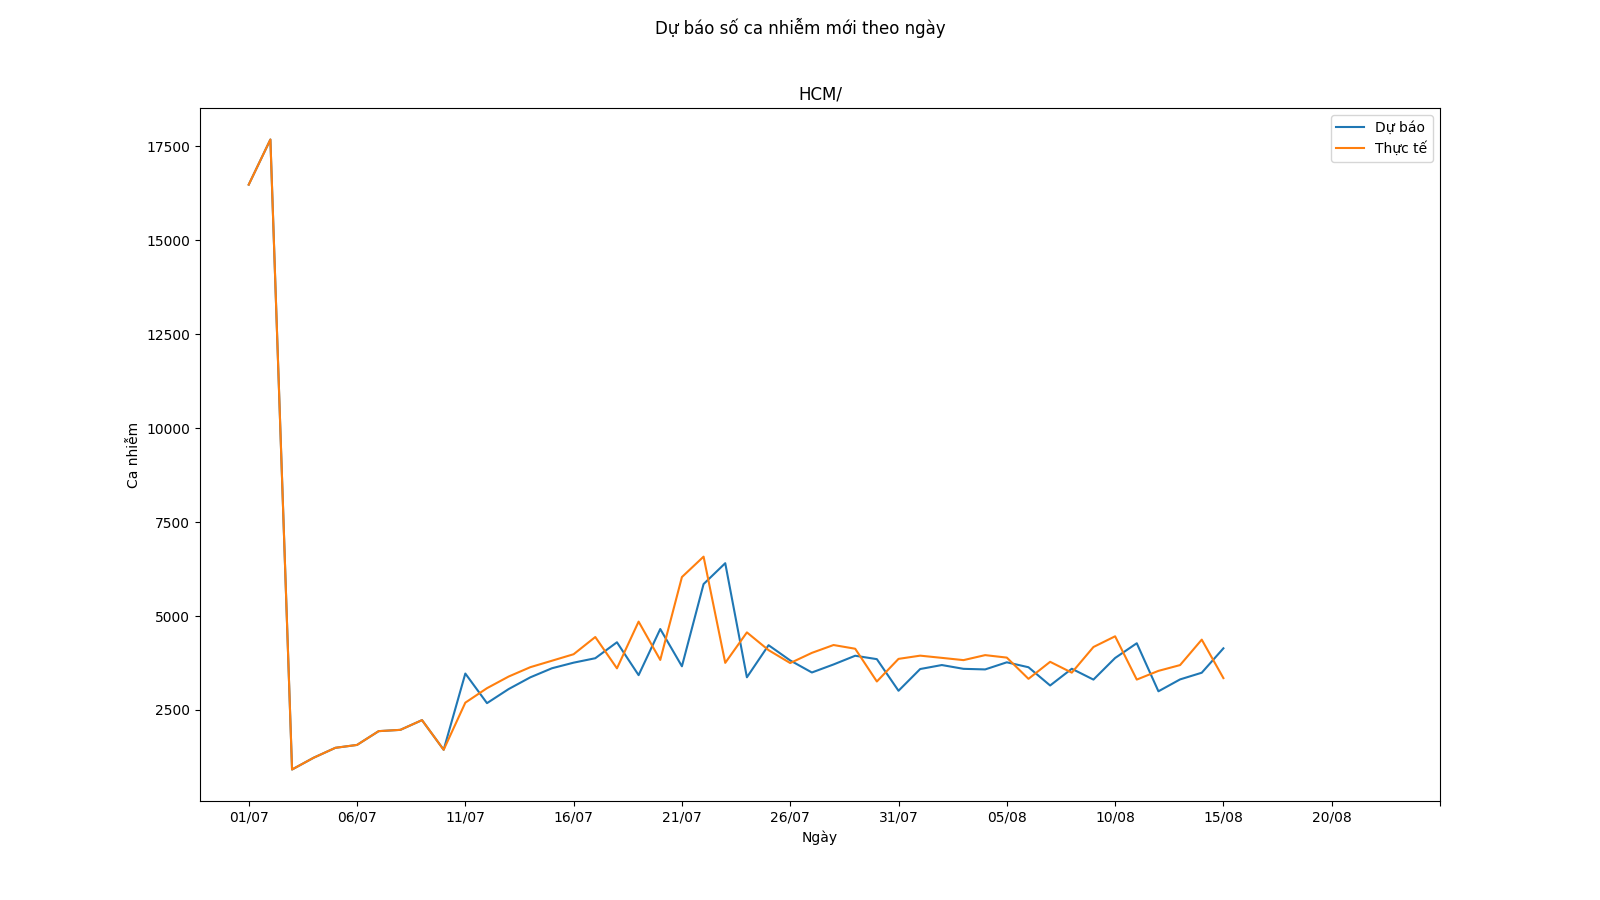 Dự báo số ca nhiễm mới theo ngày
HCM/
Dự báo
Thực tế
17500
15000
12500
10000
7500
5000
2500
Ca nhiễm
01/07 06/07 11/07 16/07 21/07 26/07 31/07 05/08 10/08 15/08 20/08
Ngày